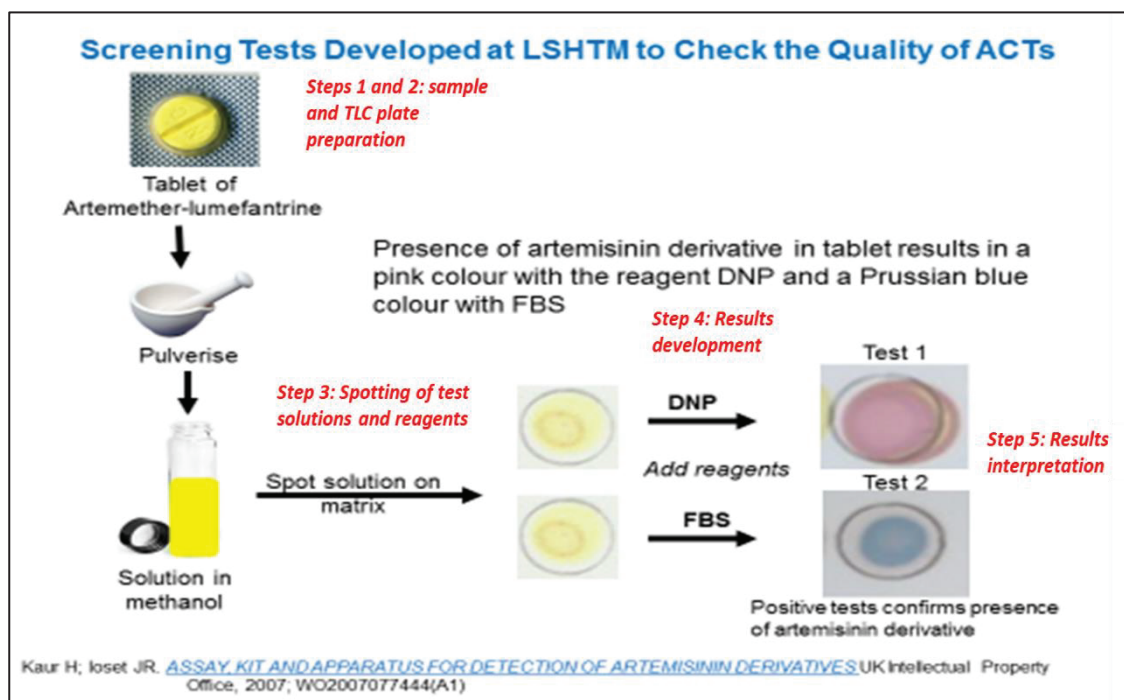 Screening Tests Developed at LSHTM to Check the Quality of ACTs
Steps 1 and 2: sample
and TLC plate
preparation
Tablet of
Artemether-lumefantrine
Presence of artemisinin derivative in tablet results in a
pink colour with the reagent DNP and a Prussian blue
colour with FBS
Pulverise
Step 4: Results
development
Test 1
Step 3: Spotting of test
solutions and reagents
DNP
Step 5: Results
interpretation
Add reagents
Test 2
Spot solution on
matrix
FBS
Solution in
methanol
Positive tests confirms presence
of artemisinin derivative
Kaur H; Ioset JR. ASSAY, KIT AND APPARATUS FOR DETECTION OF ARTEMISININ DERIVATIVES UK Intellectual Property
Office, 2007; WO2007077444(A1)